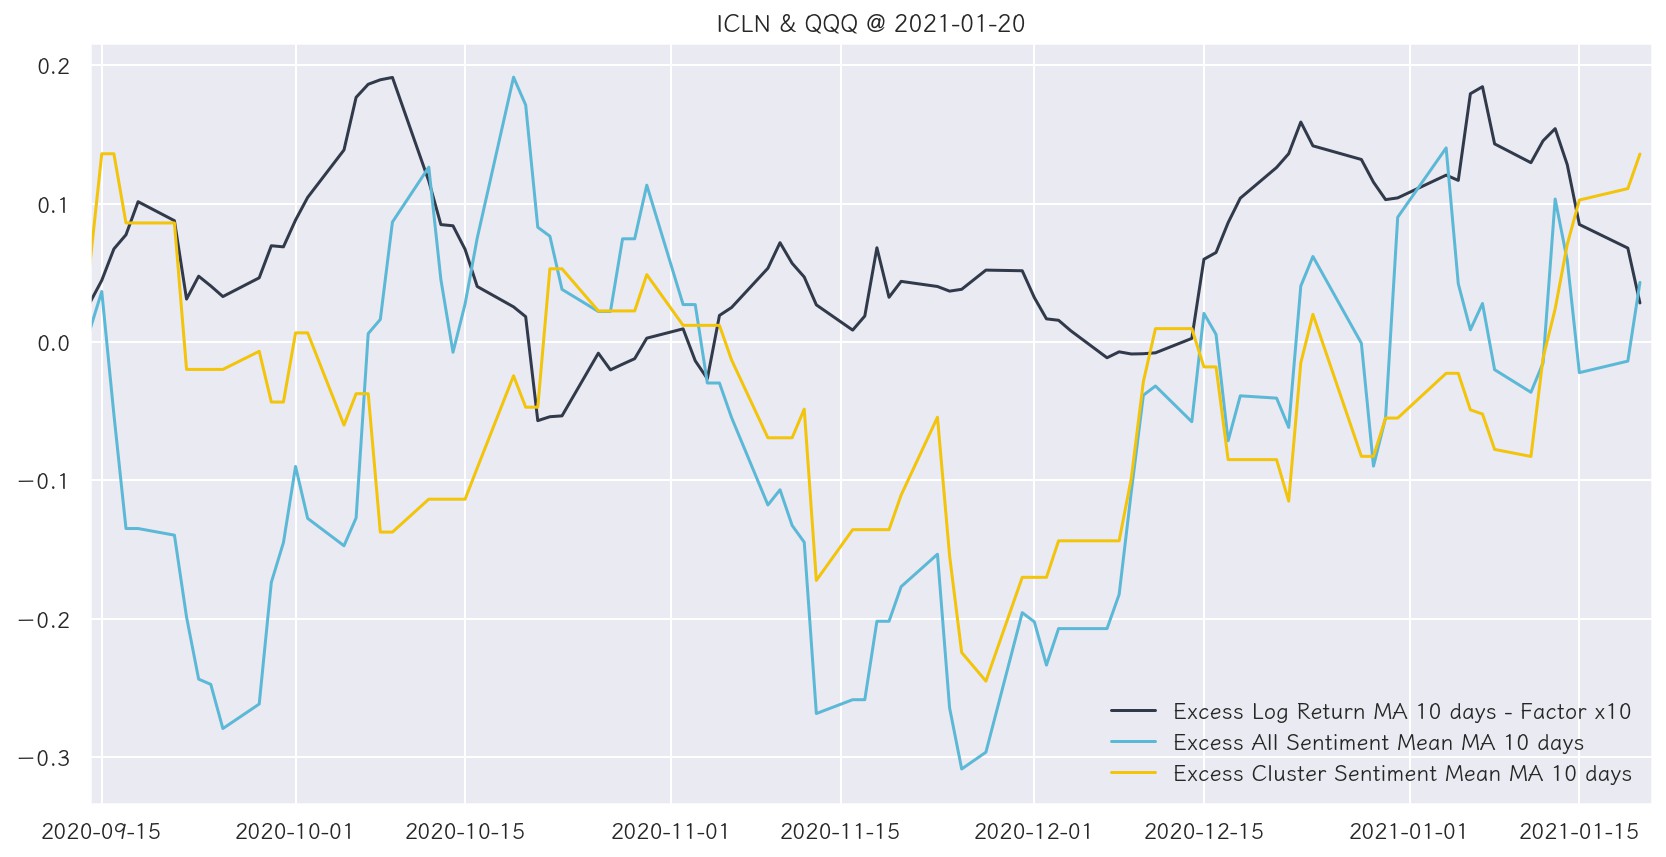 ICLN & QQQ @ 2021-01-20
0.2
0.1
0.0
−0.1
−0.2
−0.3
Excess Log Return MA 10 days - Factor x10
Excess All Sentiment Mean MA 10 days
Excess Cluster Sentiment Mean MA 10 days
2020-09-15 2020-10-01 2020-10-15 2020-11-01 2020-11-15 2020-12-01 2020-12-15 2021-01-01 2021-01-15